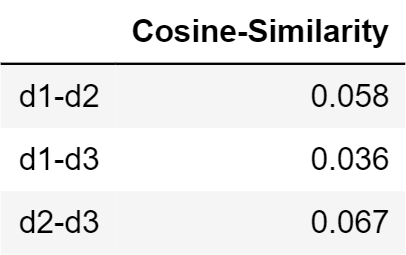 Cosine-Similarity
d1-d2 0.058
d1-d3 0.036
d2-d3 0.067